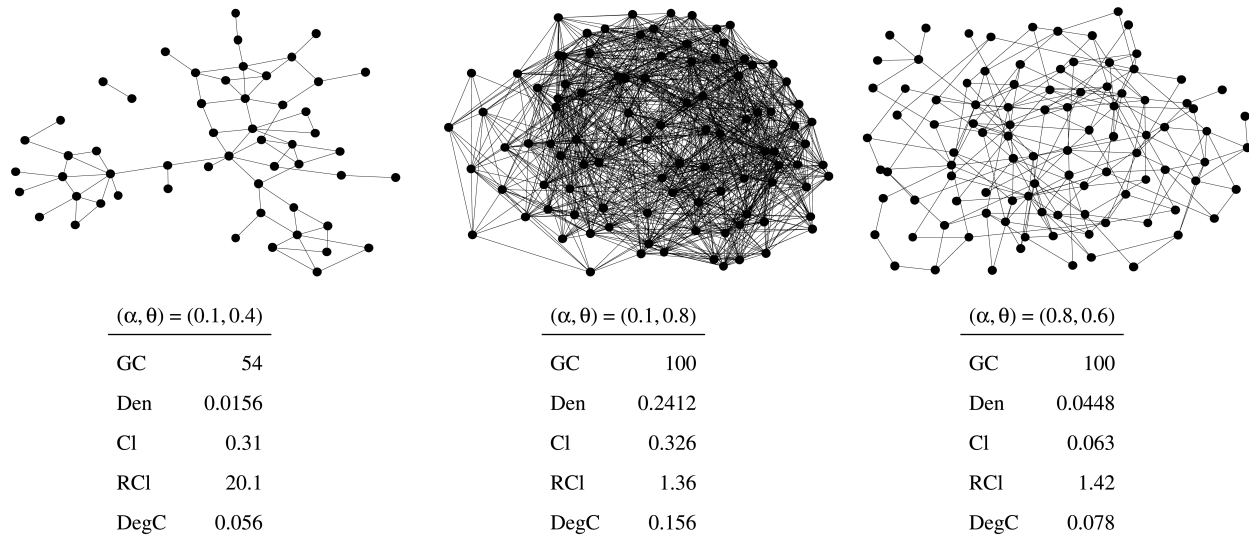 (α, θ) = (0.1, 0.4)
GC 54
Den 0.0156
Cl 0.31
RCl 20.1
DegC 0.056
(α, θ) = (0.1, 0.8)
GC 100
Den 0.2412
Cl 0.326
RCl 1.36
DegC 0.156
(α, θ) = (0.8, 0.6)
GC 100
Den 0.0448
Cl 0.063
RCl 1.42
DegC 0.078